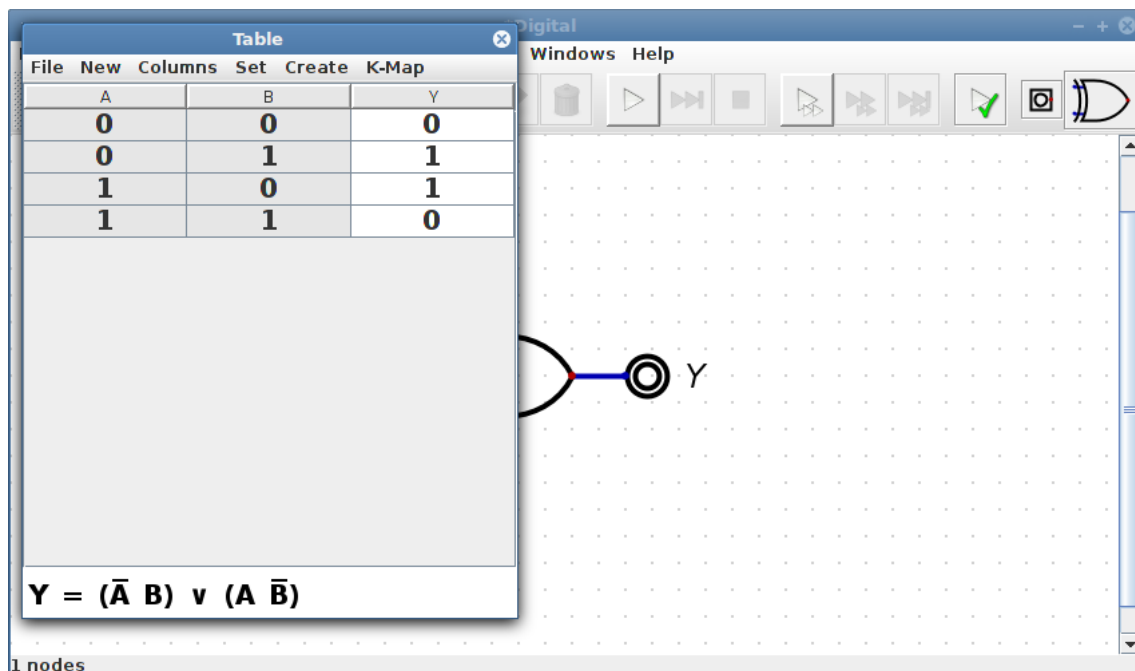 Digital
Windows Help
Table
File New Columns Set Create K-Map
A B Y
0 0 0
0 1 1
1 0 1
1 1 0
Y
Y = (A̅ B) ∨ (A B̅)
1 nodes